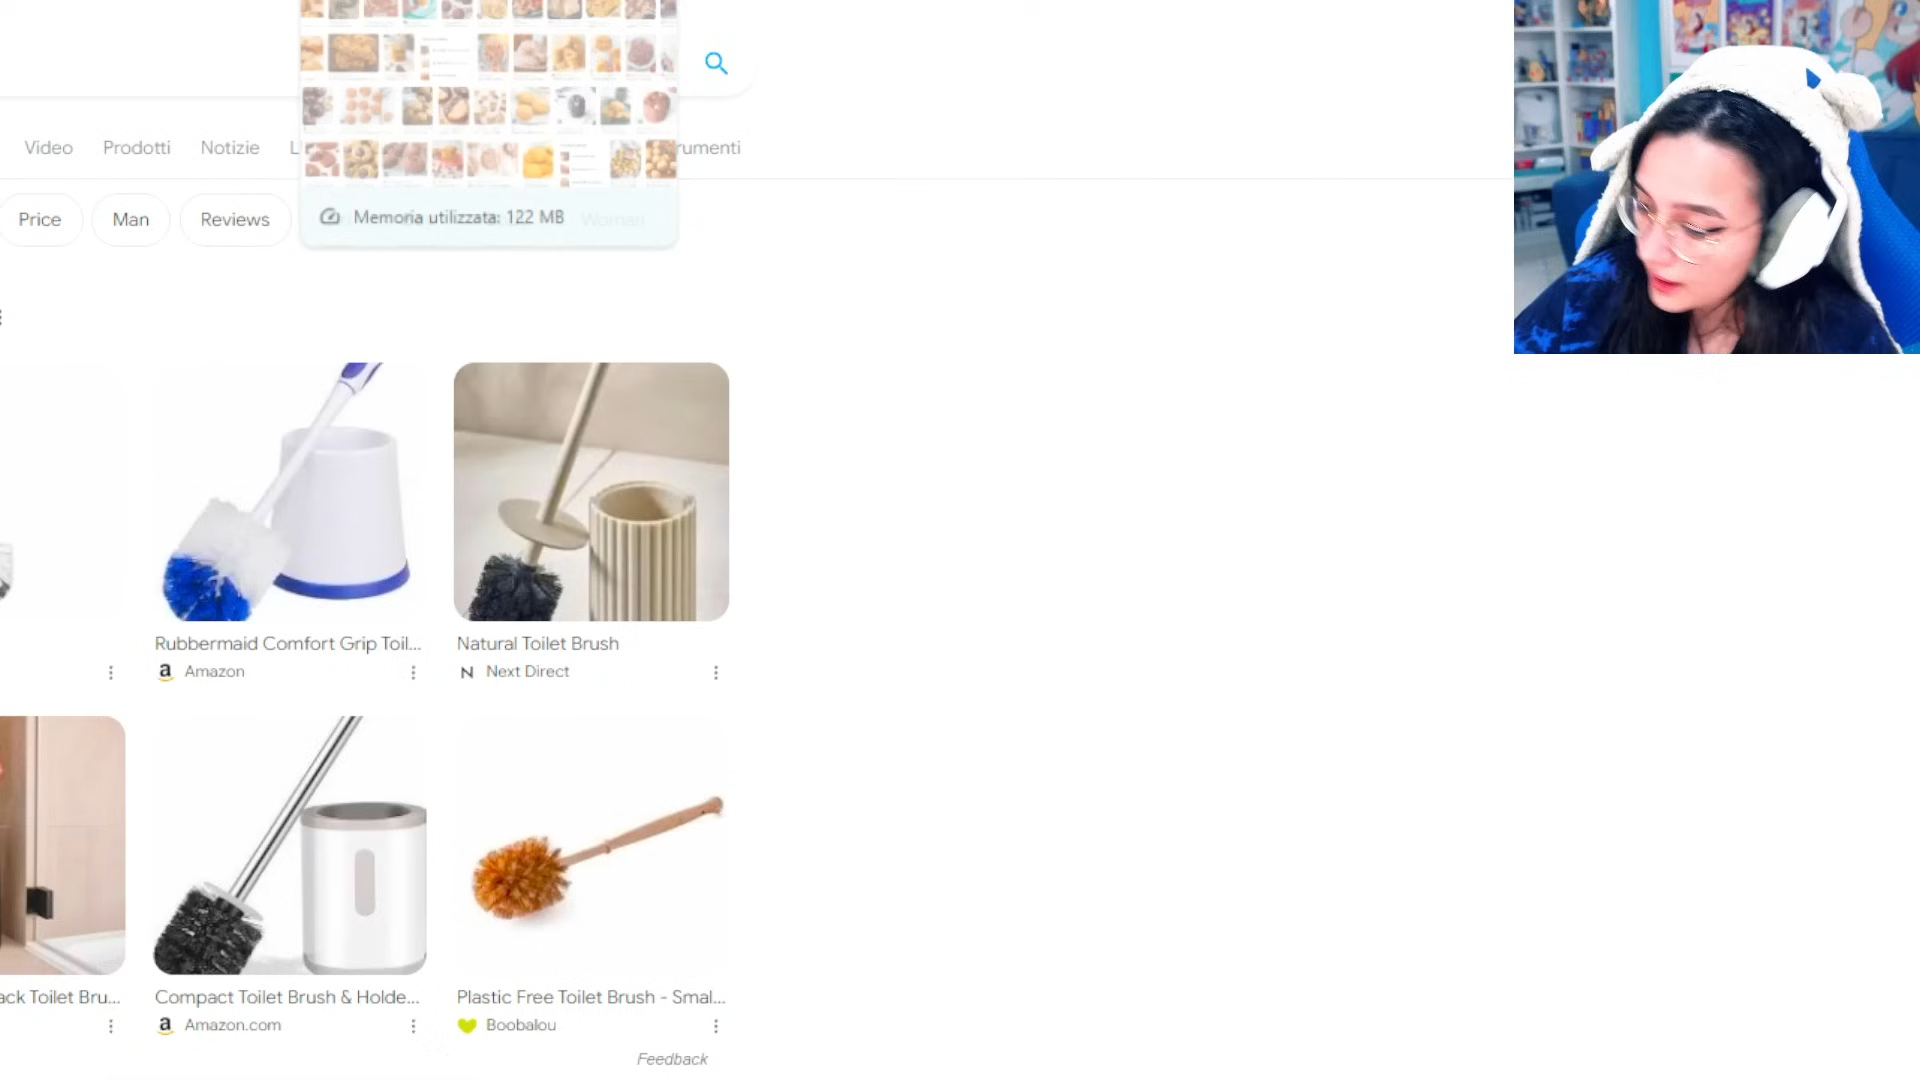 Video Prodotti Notizie L rumenti
Price Man Reviews
Memoria utilizzata: 122 MB Woman
Rubbermaid Comfort Grip Toil... Natural Toilet Brush
Amazon Next Direct
ack Toilet Bru... Compact Toilet Brush & Holde... Plastic Free Toilet Brush - Smal...
Amazon.com Boobalou
Feedback